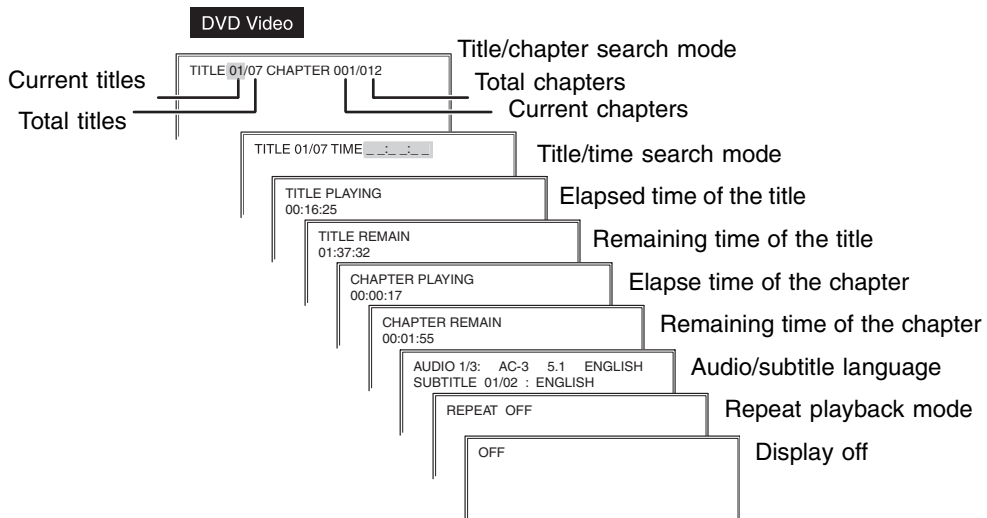 DVD Video
Title/chapter search mode
TITLE 01/07 CHAPTER 001/012
Current titles
Total chapters
Current chapters
Total titles
TITLE 01/07 TIME _ _:_ _:_ _
Title/time search mode
TITLE PLAYING
00:16:25
Elapsed time of the title
TITLE REMAIN
01:37:32
Remaining time of the title
CHAPTER PLAYING
00:00:17
Elapse time of the chapter
CHAPTER REMAIN
00:01:55
Remaining time of the chapter
AUDIO 1/3: AC-3 5.1 ENGLISH
SUBTITLE 01/02 : ENGLISH
Audio/subtitle language
REPEAT OFF
Repeat playback mode
OFF
Display off